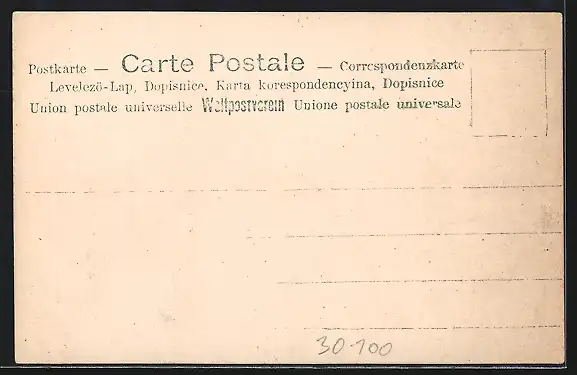 Postkarte — Carte Postale — Correspondenzkarte
Levelező-Lap, Dopisnice, Karta korespondencyina, Dopisnice
Union postale universelle Weltpostverein Unione postale universale
30-100